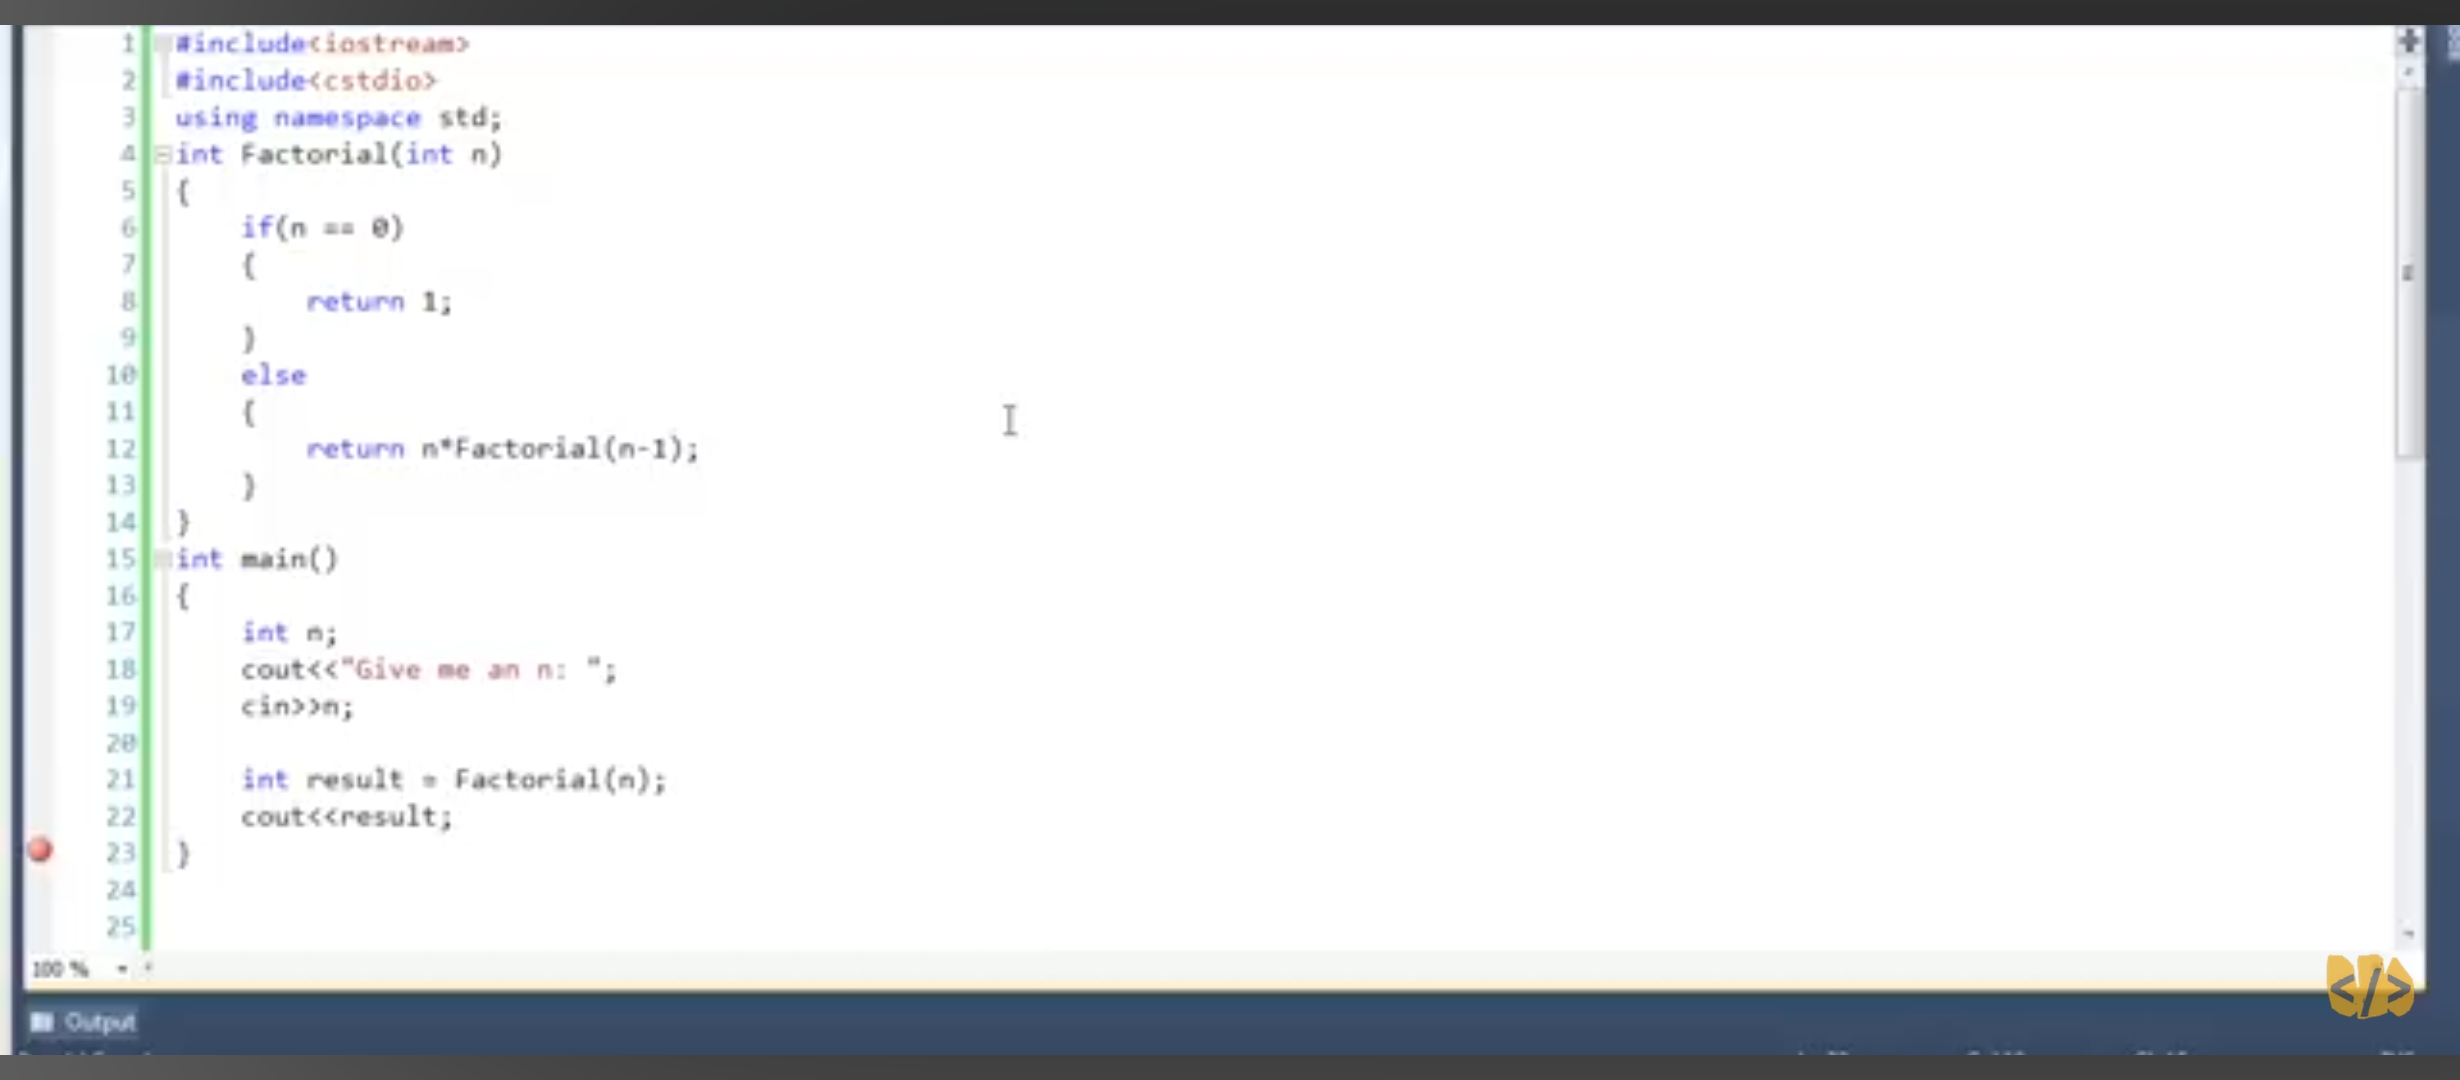 1 #include<iostream>
2 #include<cstdio>
3 using namespace std;
4 int Factorial(int n)
5 {
6 if(n == 0)
7 {
8 return 1;
9 }
10 else
11 {
12 return n*Factorial(n-1);
13 }
14 }
15 int main()
16 {
17 int n;
18 cout<<"Give me an n: ";
19 cin>>n;
20
21 int result = Factorial(n);
22 cout<<result;
23 }
24
25
100 %
</>
Output